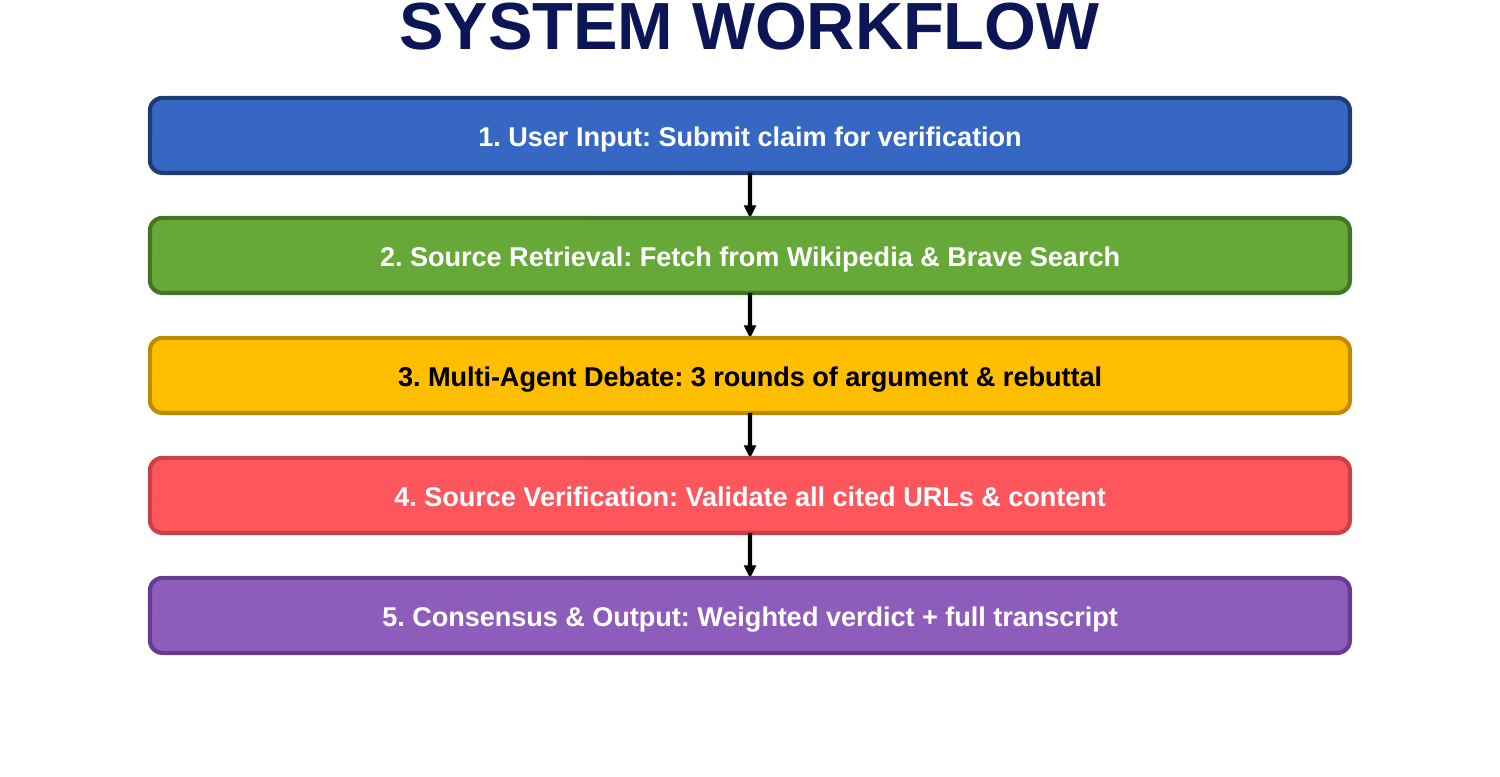 SYSTEM WORKFLOW
1. User Input: Submit claim for verification
2. Source Retrieval: Fetch from Wikipedia & Brave Search
3. Multi-Agent Debate: 3 rounds of argument & rebuttal
4. Source Verification: Validate all cited URLs & content
5. Consensus & Output: Weighted verdict + full transcript